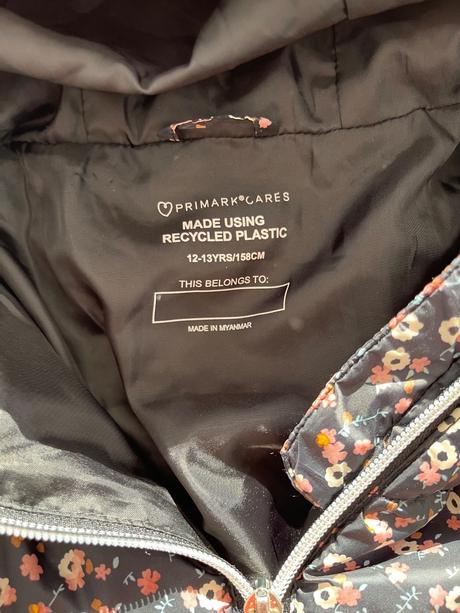 PRIMARK®CARES
MADE USING
RECYCLED PLASTIC
12-13YRS/158CM
THIS BELONGS TO:
MADE IN MYANMAR